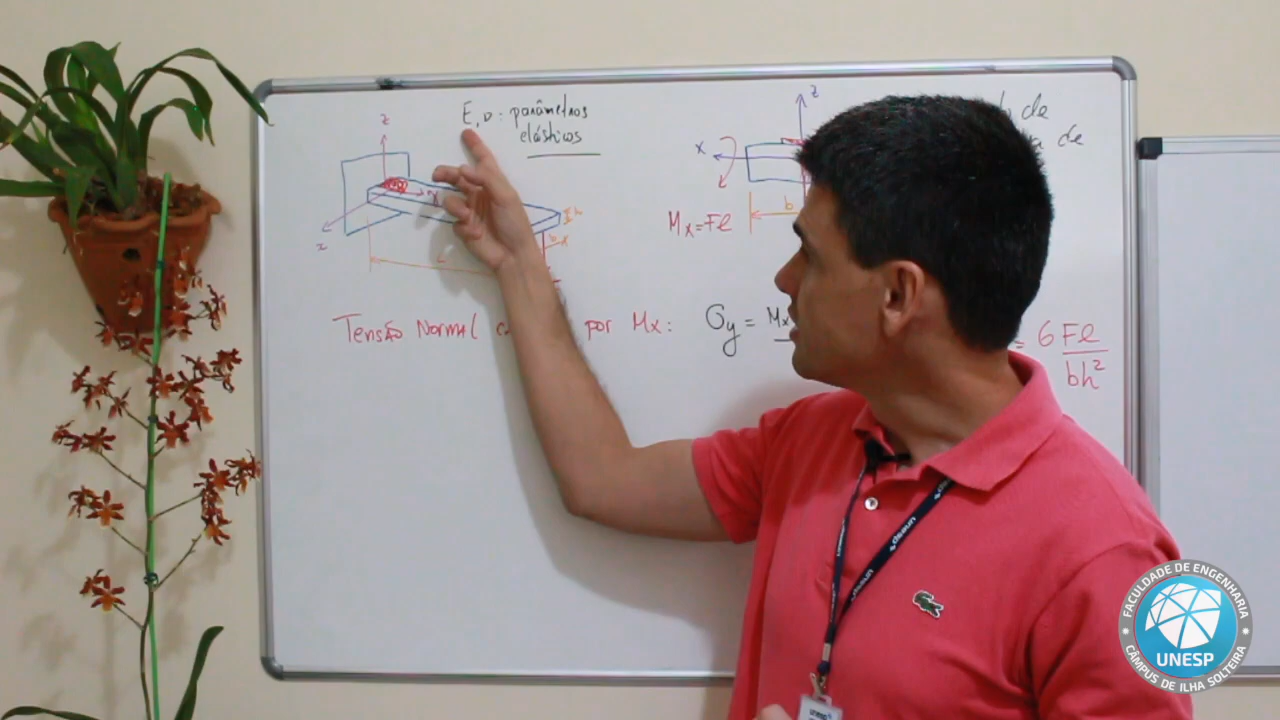 E, ν: parâmetros
elásticos
z
x
h
b
z
x
b
Mx = Fl
de
de
Tensão Normal c por Mx: σy = Mx
= 6 Fl
bh²
unesp
FACULDADE DE ENGENHARIA
UNESP
CÂMPUS DE ILHA SOLTEIRA